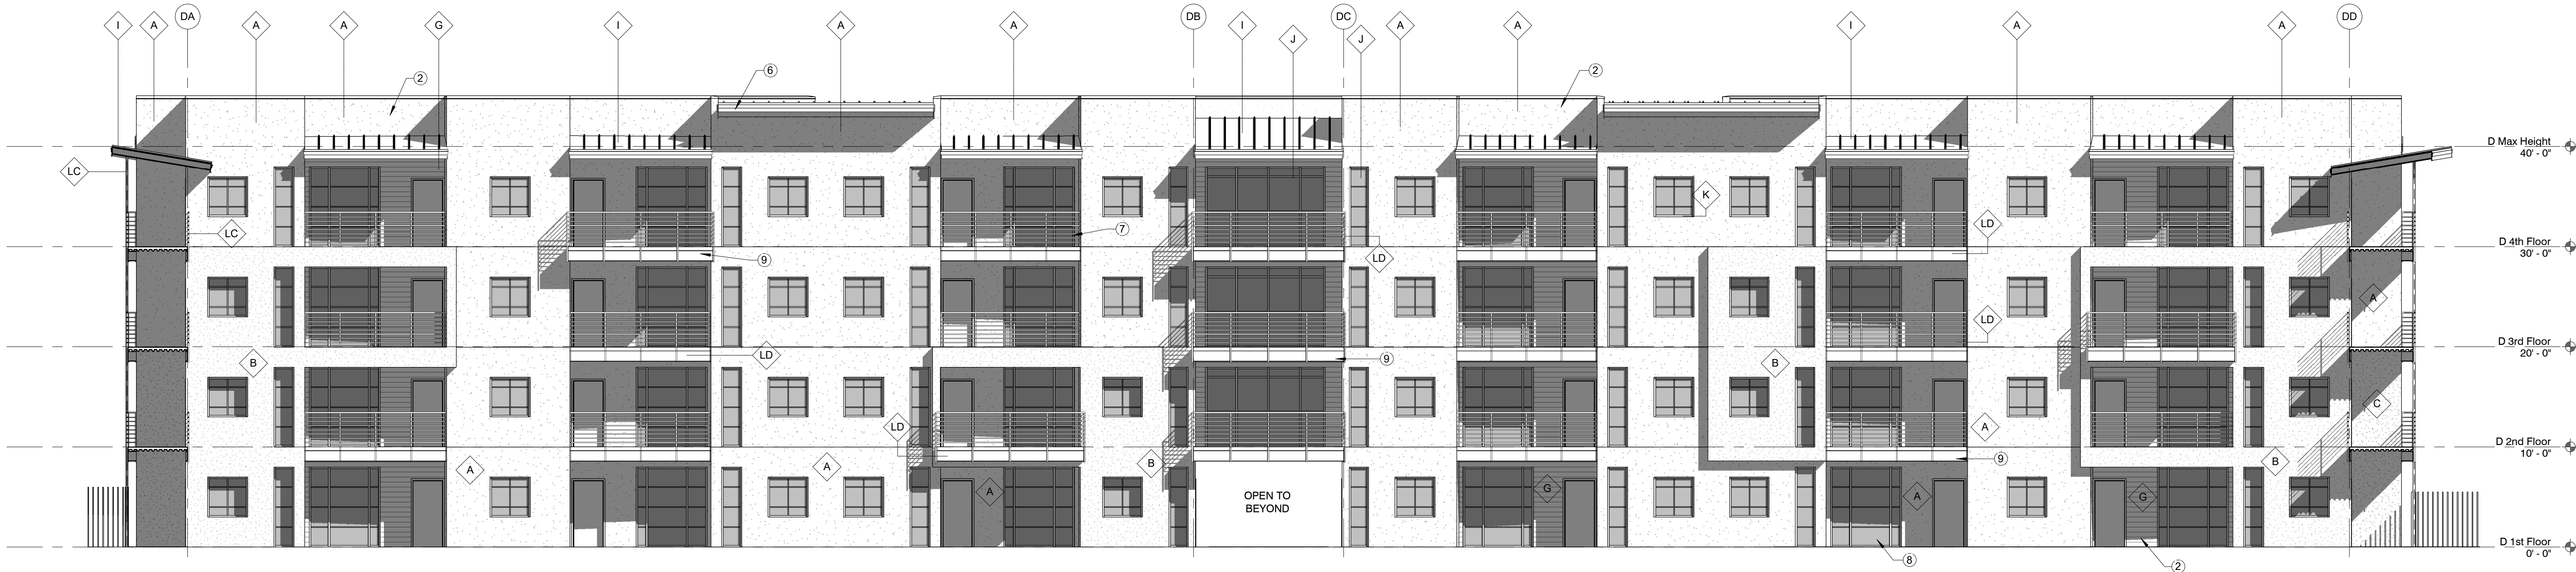 I A DA A A G I A A DB I J DC J A A I A A DD
2 6 2
D Max Height
40' - 0"
LC
K
LC 7 LD
D 4th Floor
30' - 0"
9 LD
A
LD
D 3rd Floor
20' - 0"
B LD 9 B
C
LD A
D 2nd Floor
10' - 0"
A A B 9 B
A G A G
OPEN TO
BEYOND
D 1st Floor
0' - 0"
8 2